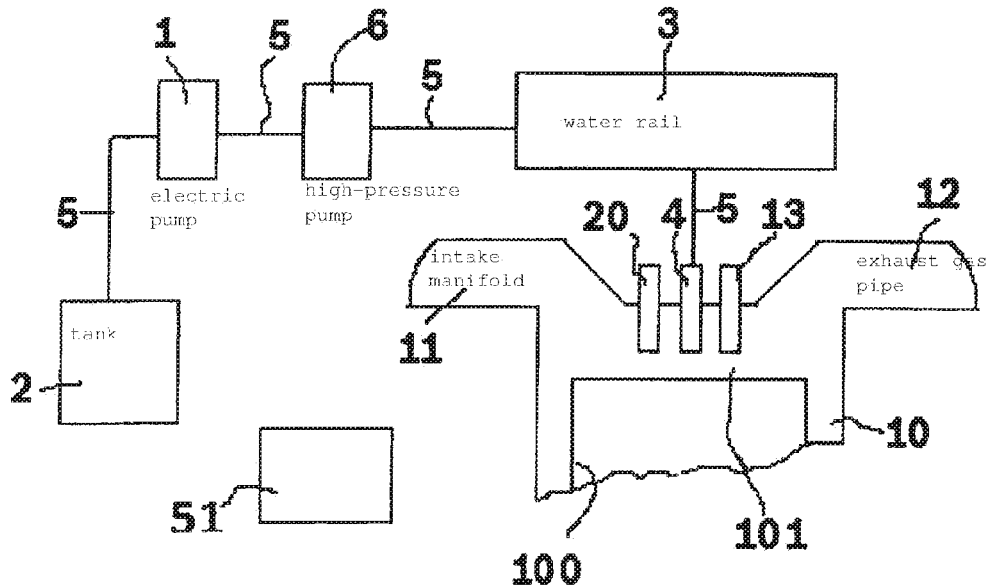 1
5
6
5
3
water rail
electric
pump
high-pressure
pump
5
20
4
5
13
12
intake
manifold
exhaust gas
pipe
11
tank
2
10
51
100
101